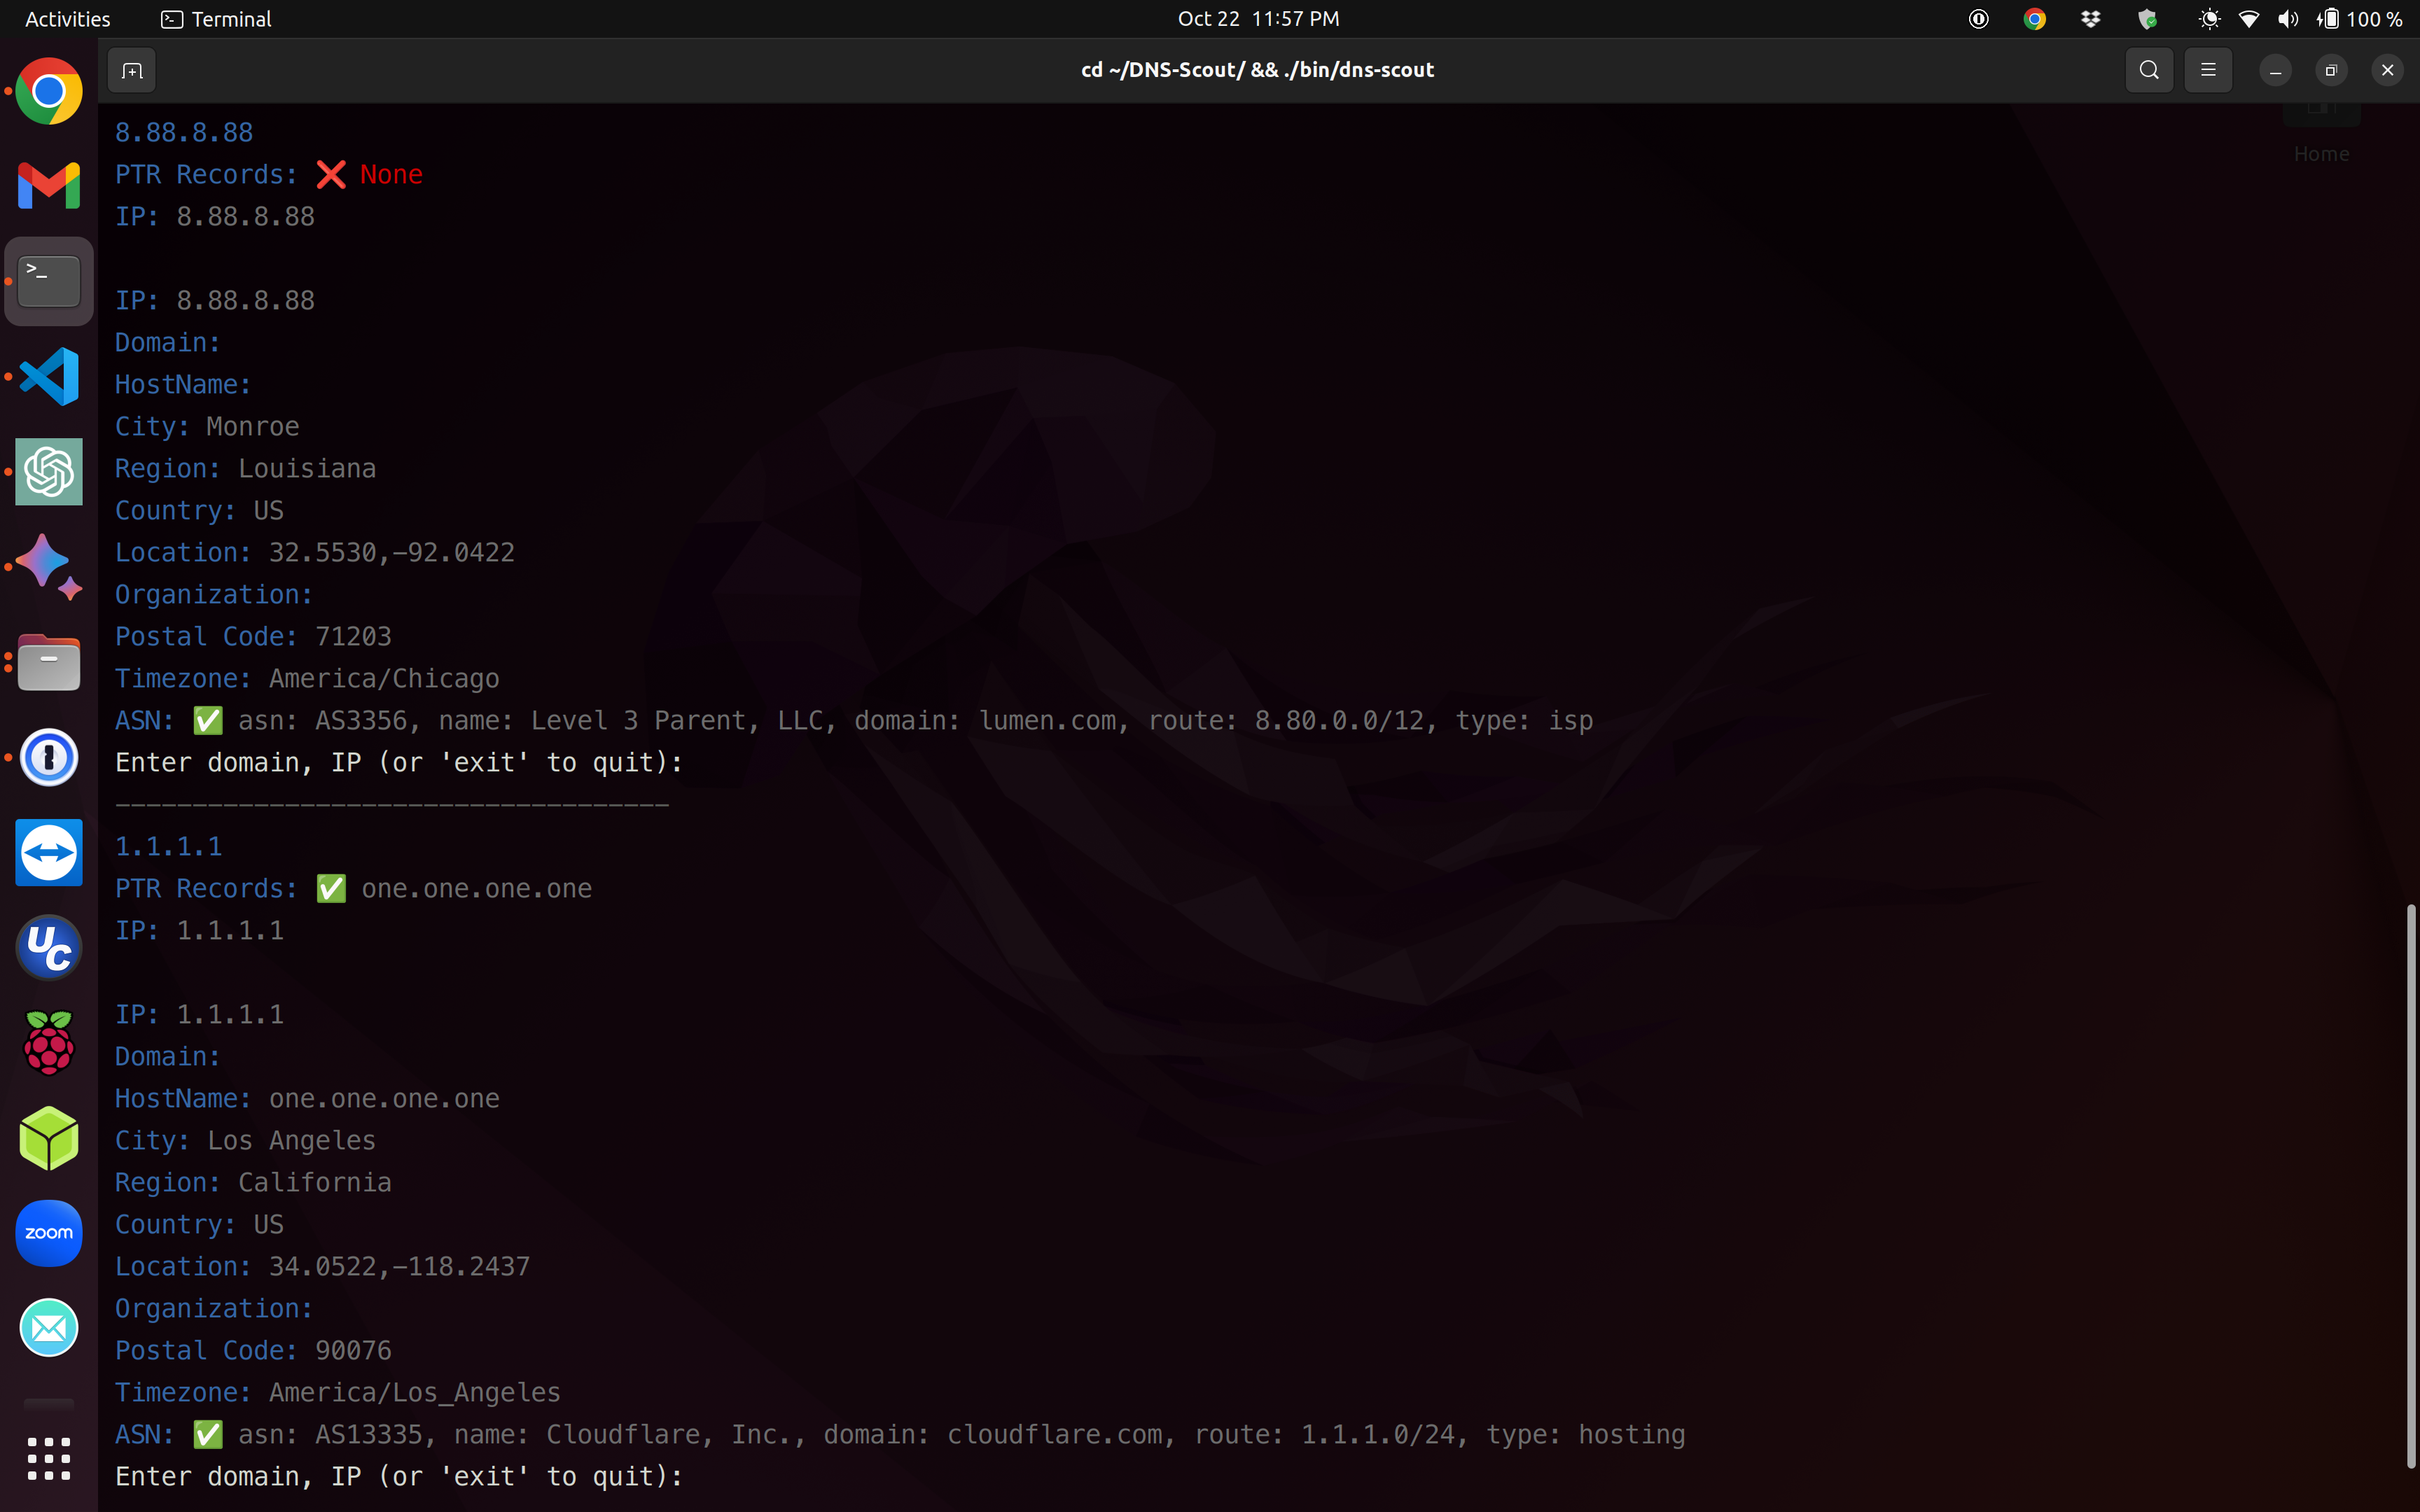 Activities Terminal Oct 22 11:57 PM 100 %
cd ~/DNS-Scout/ && ./bin/dns-scout
Home
8.88.8.88
PTR Records: ❌ None
IP: 8.88.8.88
IP: 8.88.8.88
Domain:
HostName:
City: Monroe
Region: Louisiana
Country: US
Location: 32.5530,-92.0422
Organization:
Postal Code: 71203
Timezone: America/Chicago
ASN: ✅ asn: AS3356, name: Level 3 Parent, LLC, domain: lumen.com, route: 8.80.0.0/12, type: isp
Enter domain, IP (or 'exit' to quit):
------------------------------------
1.1.1.1
PTR Records: ✅ one.one.one.one
IP: 1.1.1.1
IP: 1.1.1.1
Domain:
HostName: one.one.one.one
City: Los Angeles
Region: California
Country: US
Location: 34.0522,-118.2437
Organization:
Postal Code: 90076
Timezone: America/Los_Angeles
ASN: ✅ asn: AS13335, name: Cloudflare, Inc., domain: cloudflare.com, route: 1.1.1.0/24, type: hosting
Enter domain, IP (or 'exit' to quit):
>_
UC
zoom